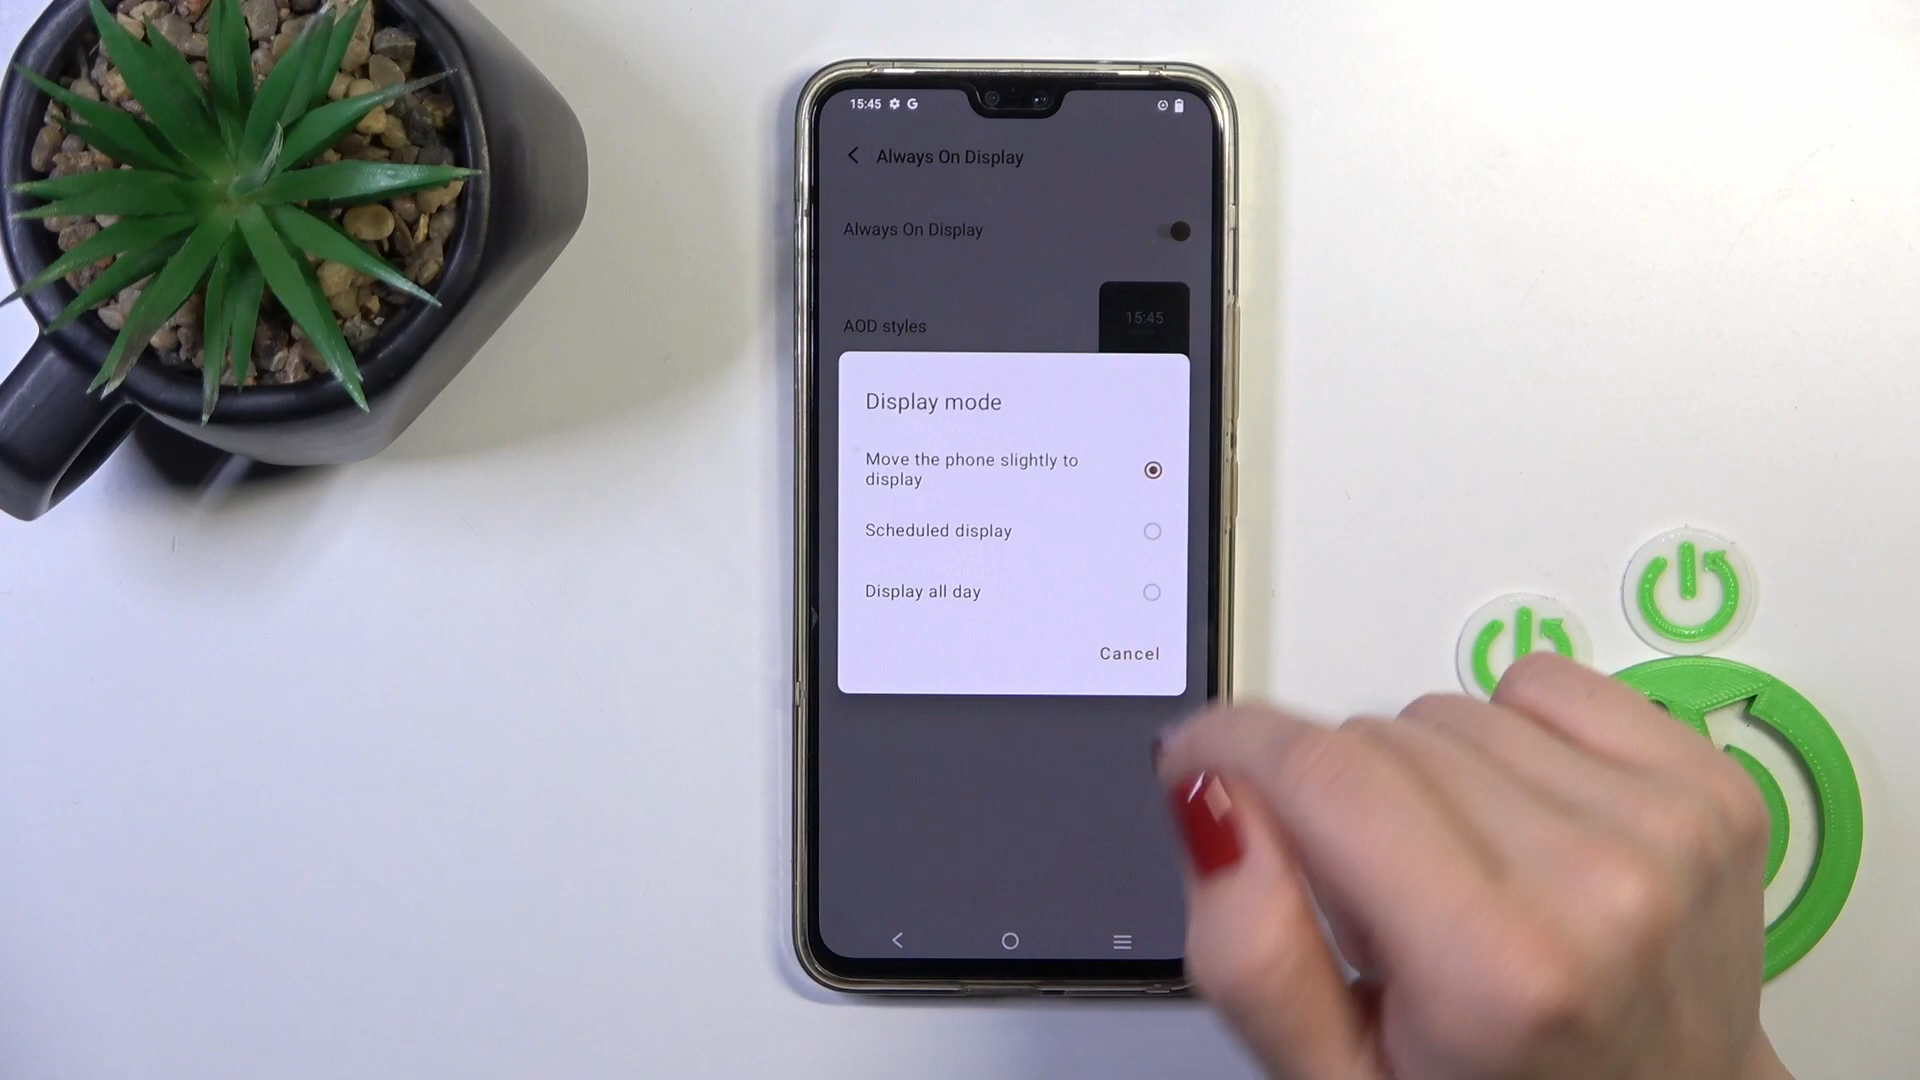 15:45 G
Always On Display
Always On Display
AOD styles
15:45
Display mode
Move the phone slightly to
display
Scheduled display
Display all day
Cancel